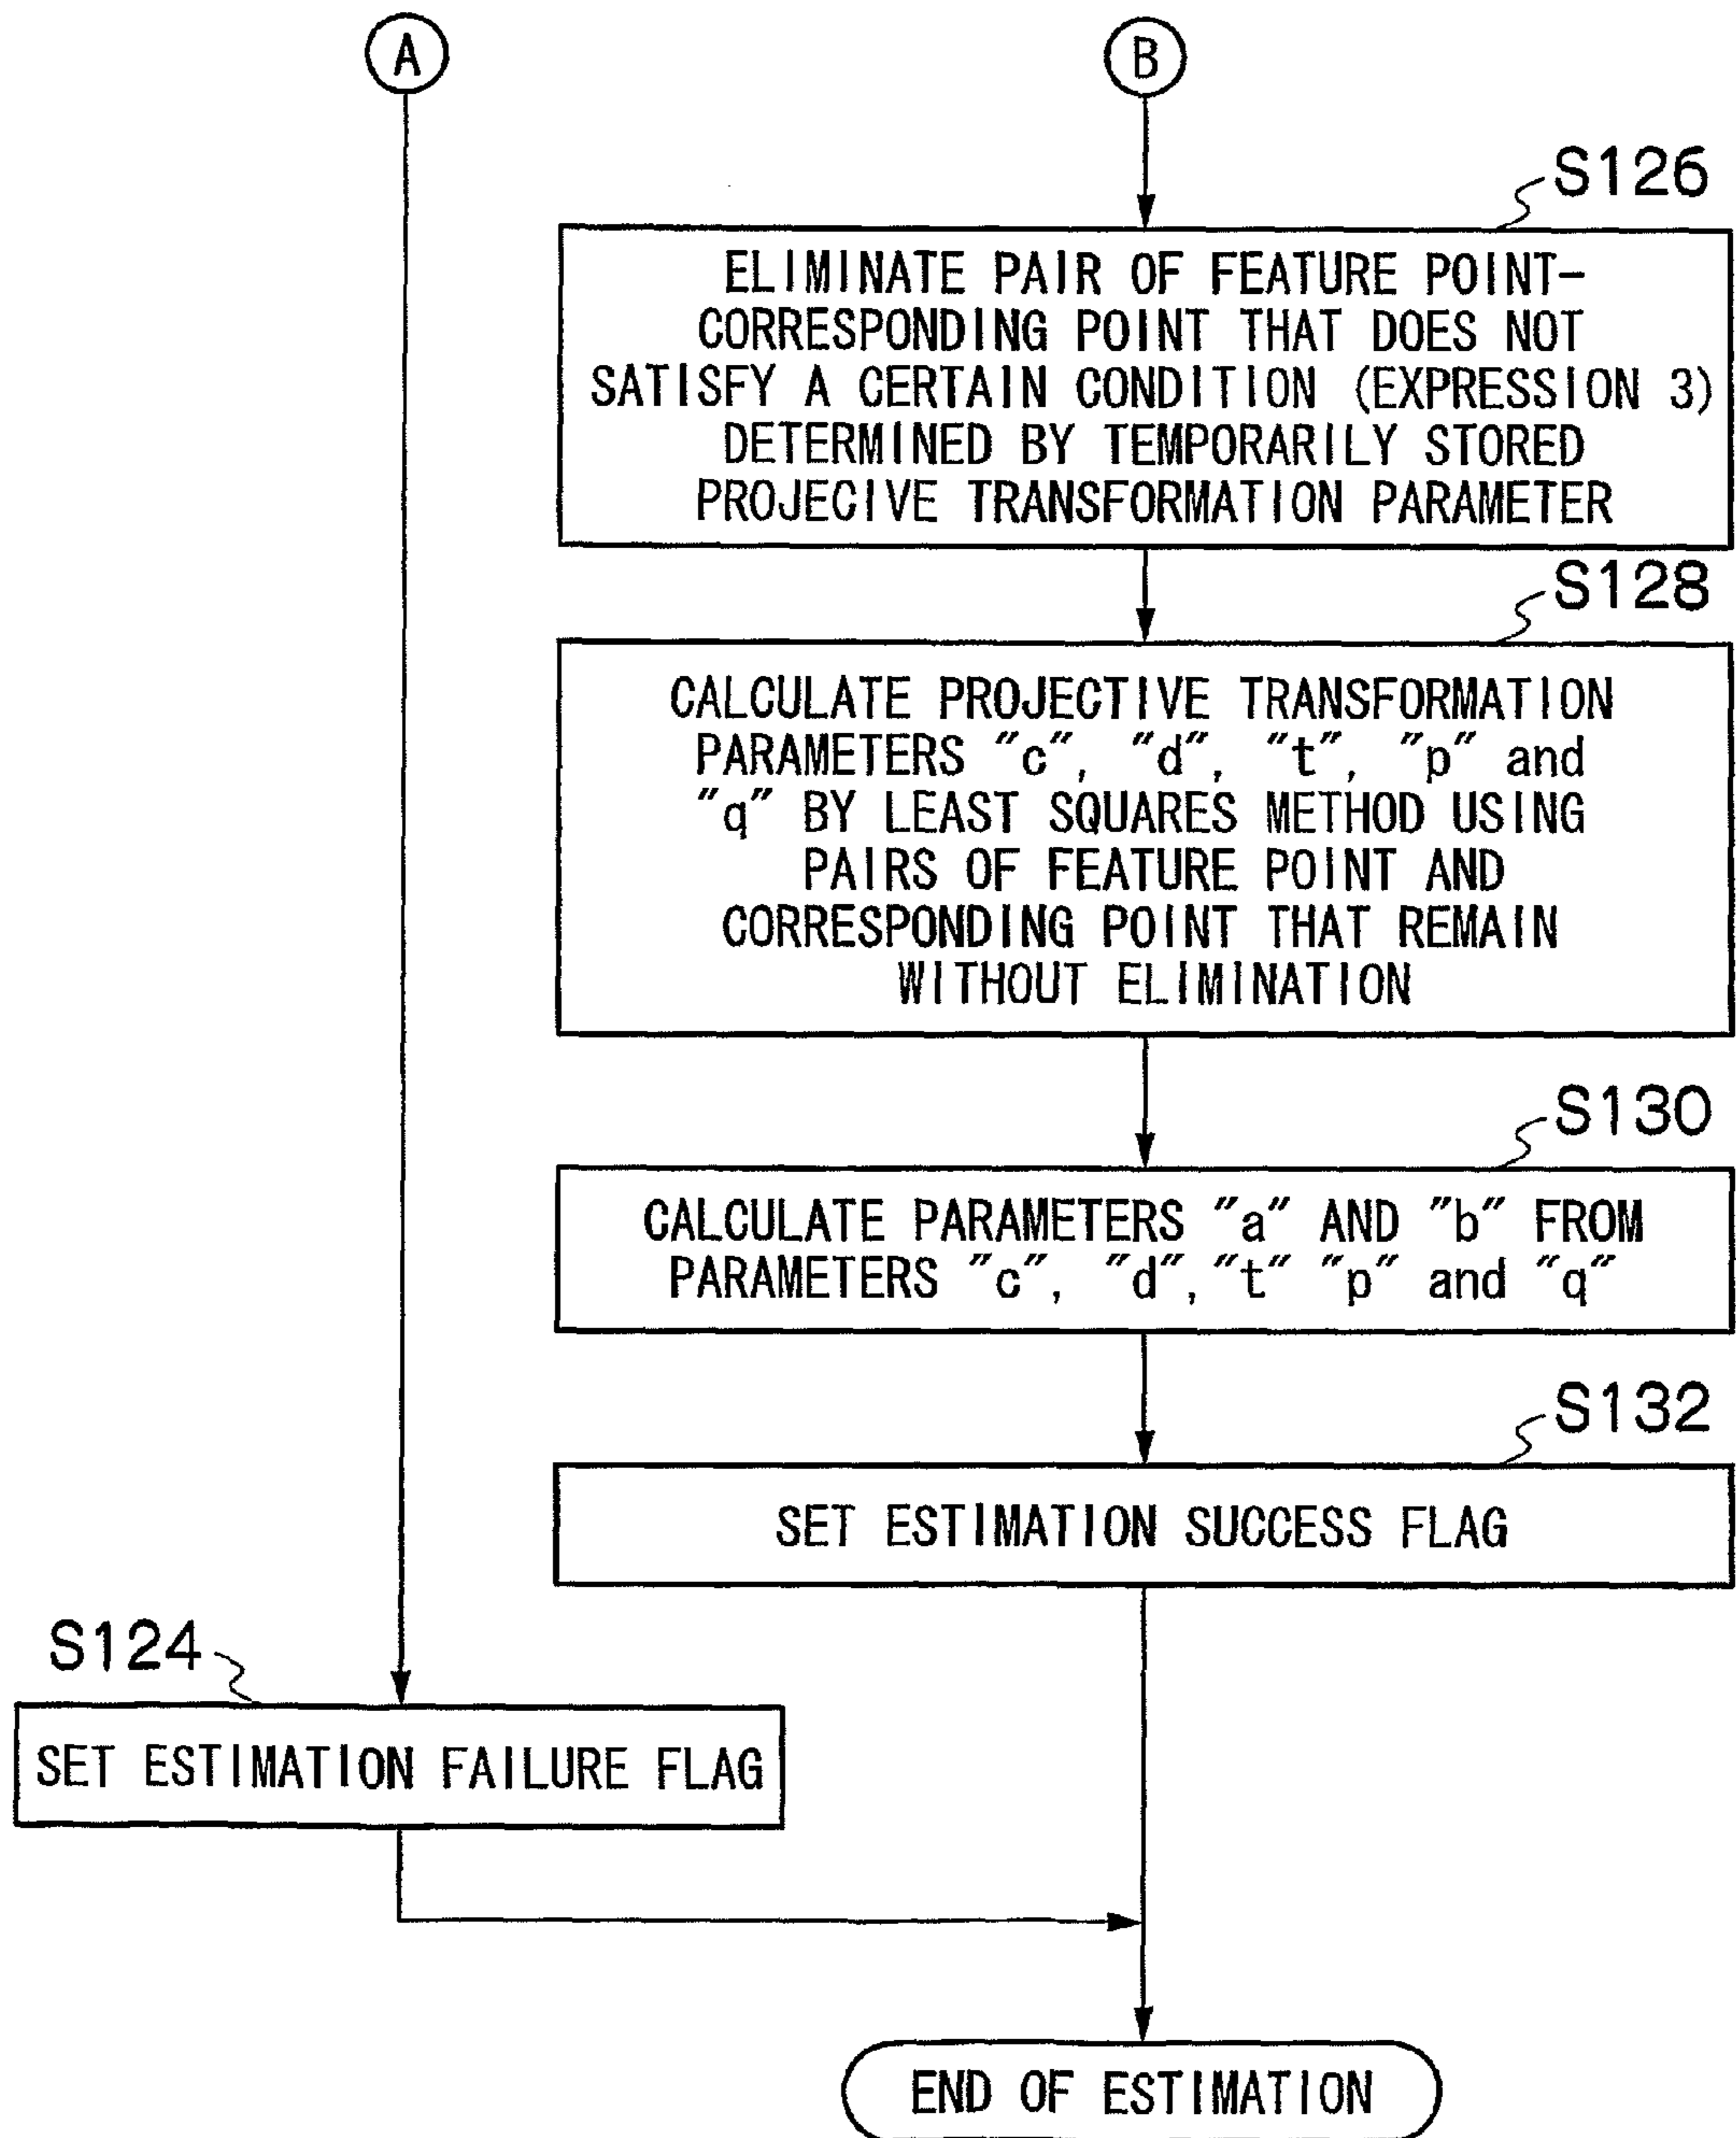 A
B
S126
ELIMINATE PAIR OF FEATURE POINT-
CORRESPONDING POINT THAT DOES NOT
SATISFY A CERTAIN CONDITION (EXPRESSION 3)
DETERMINED BY TEMPORARILY STORED
PROJECIVE TRANSFORMATION PARAMETER
S128
CALCULATE PROJECTIVE TRANSFORMATION
PARAMETERS "c", "d", "t", "p" and
"q" BY LEAST SQUARES METHOD USING
PAIRS OF FEATURE POINT AND
CORRESPONDING POINT THAT REMAIN
WITHOUT ELIMINATION
S130
CALCULATE PARAMETERS "a" AND "b" FROM
PARAMETERS "c", "d", "t" "p" and "q"
S132
SET ESTIMATION SUCCESS FLAG
S124
SET ESTIMATION FAILURE FLAG
END OF ESTIMATION